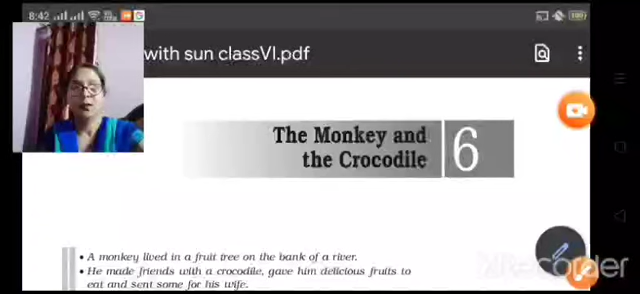 8:42
with sun classVI.pdf
The Monkey and
the Crocodile
6
• A monkey lived in a fruit tree on the bank of a river.
• He made friends with a crocodile, gave him delicious fruits to
eat and sent some for his wife.
XRecorder